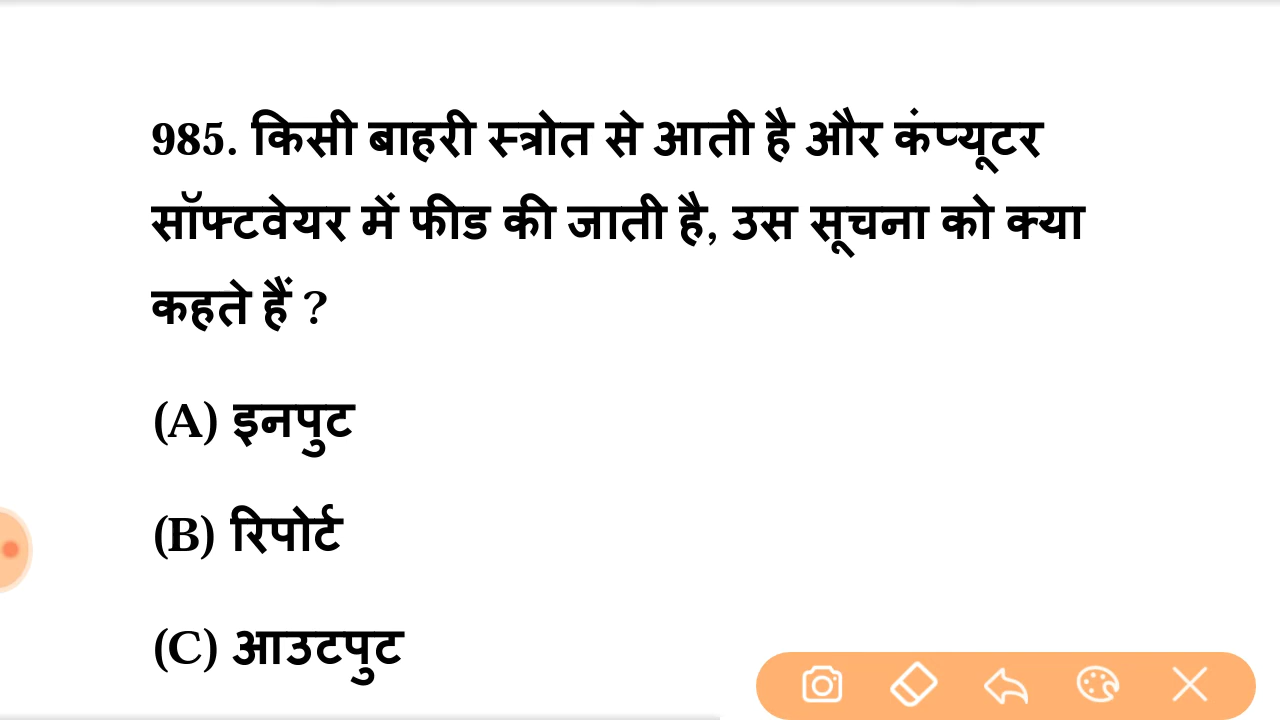 985. किसी बाहरी स्त्रोत से आती है और कंप्यूटर
सॉफ्टवेयर में फीड की जाती है, उस सूचना को क्या
कहते हैं ?
(A) इनपुट
(B) रिपोर्ट
(C) आउटपुट